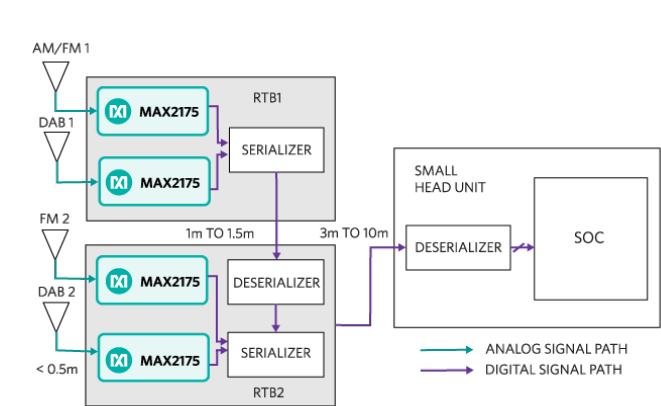 AM/FM 1
RTB1
MAX2175
DAB 1
SERIALIZER
MAX2175
SMALL
HEAD UNIT
FM 2
1m TO 1.5m
3m TO 10m
SOC
DESERIALIZER
MAX2175
DESERIALIZER
DAB 2
SERIALIZER
MAX2175
< 0.5m
RTB2
ANALOG SIGNAL PATH
DIGITAL SIGNAL PATH